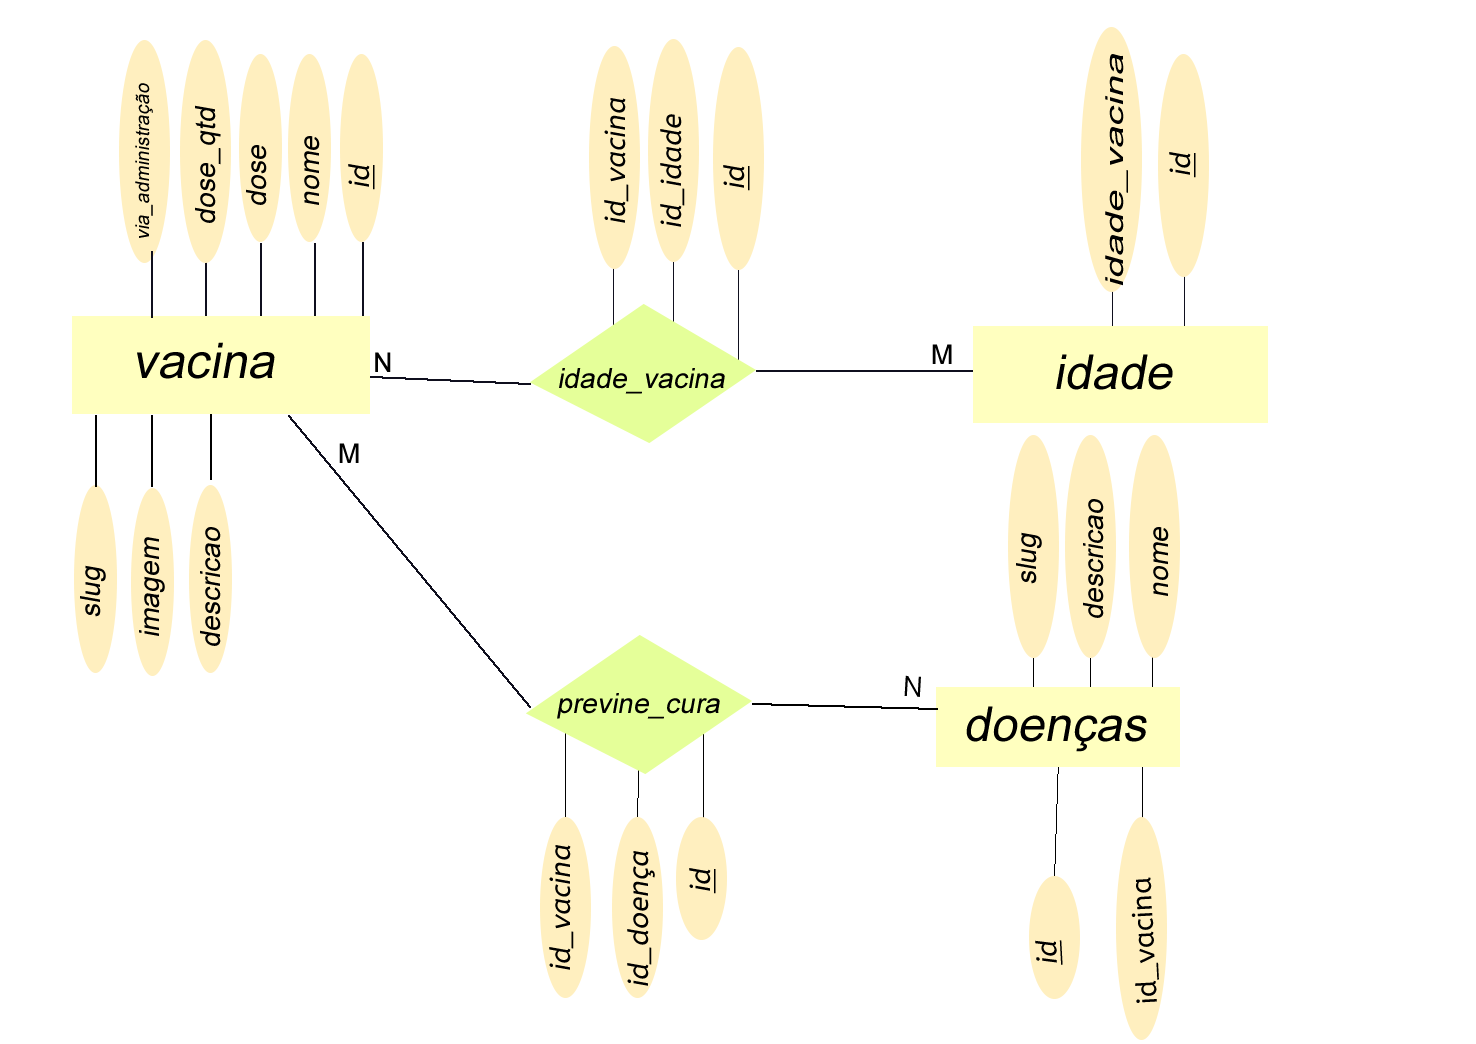 via_administração
dose_qtd
dose
nome
id
id_vacina
id_idade
id
idade_vacina
id
vacina
N
idade_vacina
M
idade
M
slug
imagem
descricao
slug
descricao
nome
previne_cura
N
doenças
id_vacina
id_doença
id
id
id_vacina